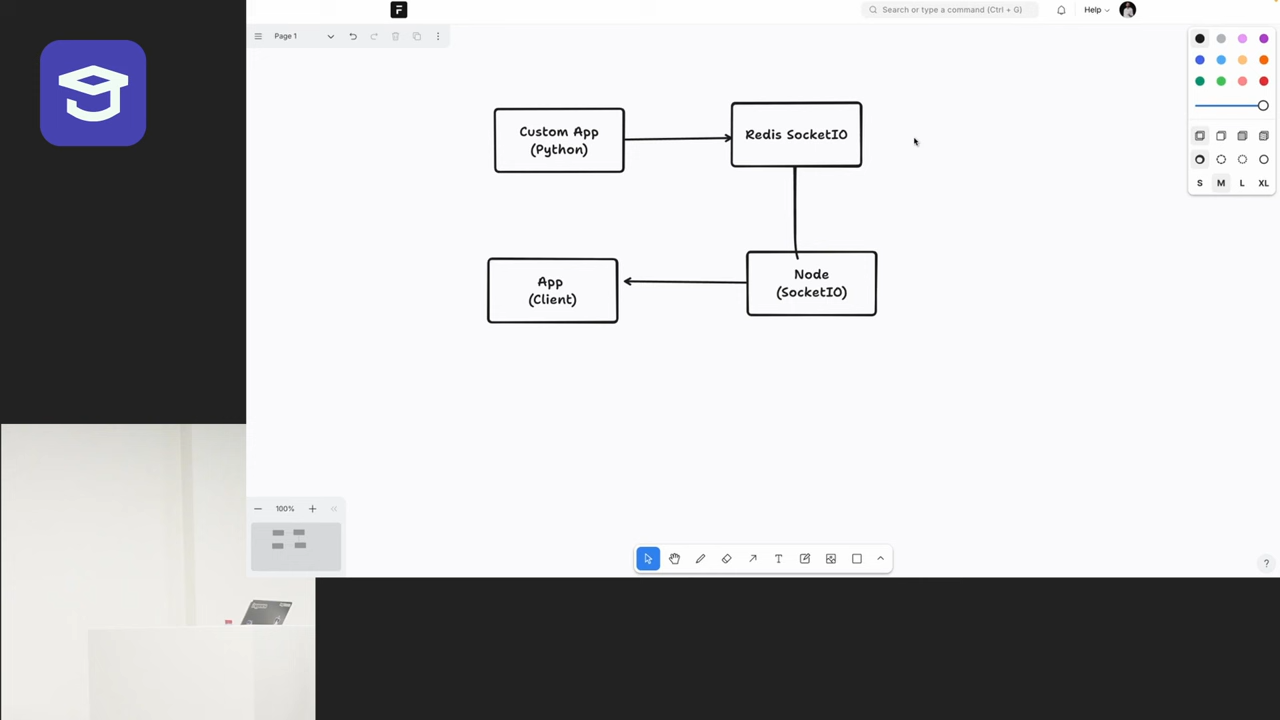 F
Search or type a command (Ctrl + G)
Help
Page 1
Custom App
(Python)
Redis SocketIO
App
(Client)
Node
(SocketIO)
S M L XL
100%
T
?